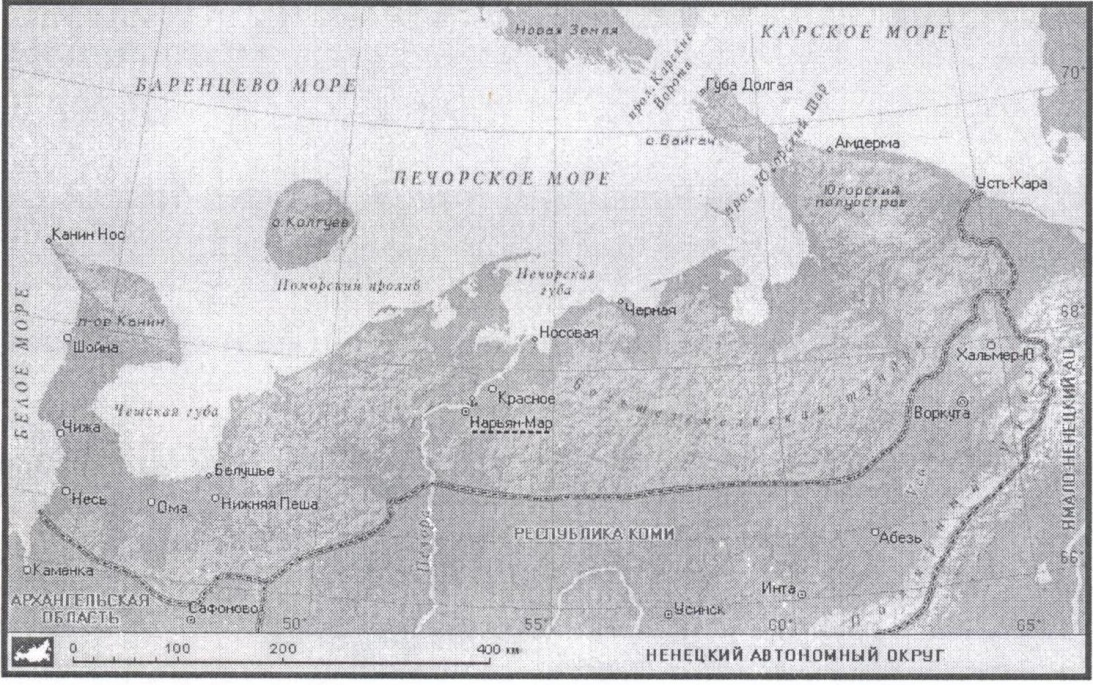 Новая Земля
КАРСКОЕ МОРЕ
БАРЕНЦЕВО МОРЕ
прол. Карские
Ворота
Губа Долгая
70°
о. Вайгач
прол. Югорский Шар
Амдерма
ПЕЧОРСКОЕ МОРЕ
Югорский
полуостров
Усть-Кара
о. Колгуев
Канин Нос
Поморский пролив
Печорская
губа
Черная
БЕЛОЕ МОРЕ
п-ов Канин
Шойна
Носовая
68°
Хальмер-Ю
Чешская губа
Красное
Нарьян-Мар
Большеземельская тундра
Воркута
Чижа
Белушье
Несь
Ома
Нижняя Пеша
Уса
ЯМАЛО-НЕНЕЦКИЙ АО
Печора
РЕСПУБЛИКА КОМИ
Абезь
66°
Каменка
АРХАНГЕЛЬСКАЯ
ОБЛАСТЬ
Сафоново
Усинск
Инта
Полярный Урал
50°
55°
60°
65°
0 100 200 400 км
НЕНЕЦКИЙ АВТОНОМНЫЙ ОКРУГ